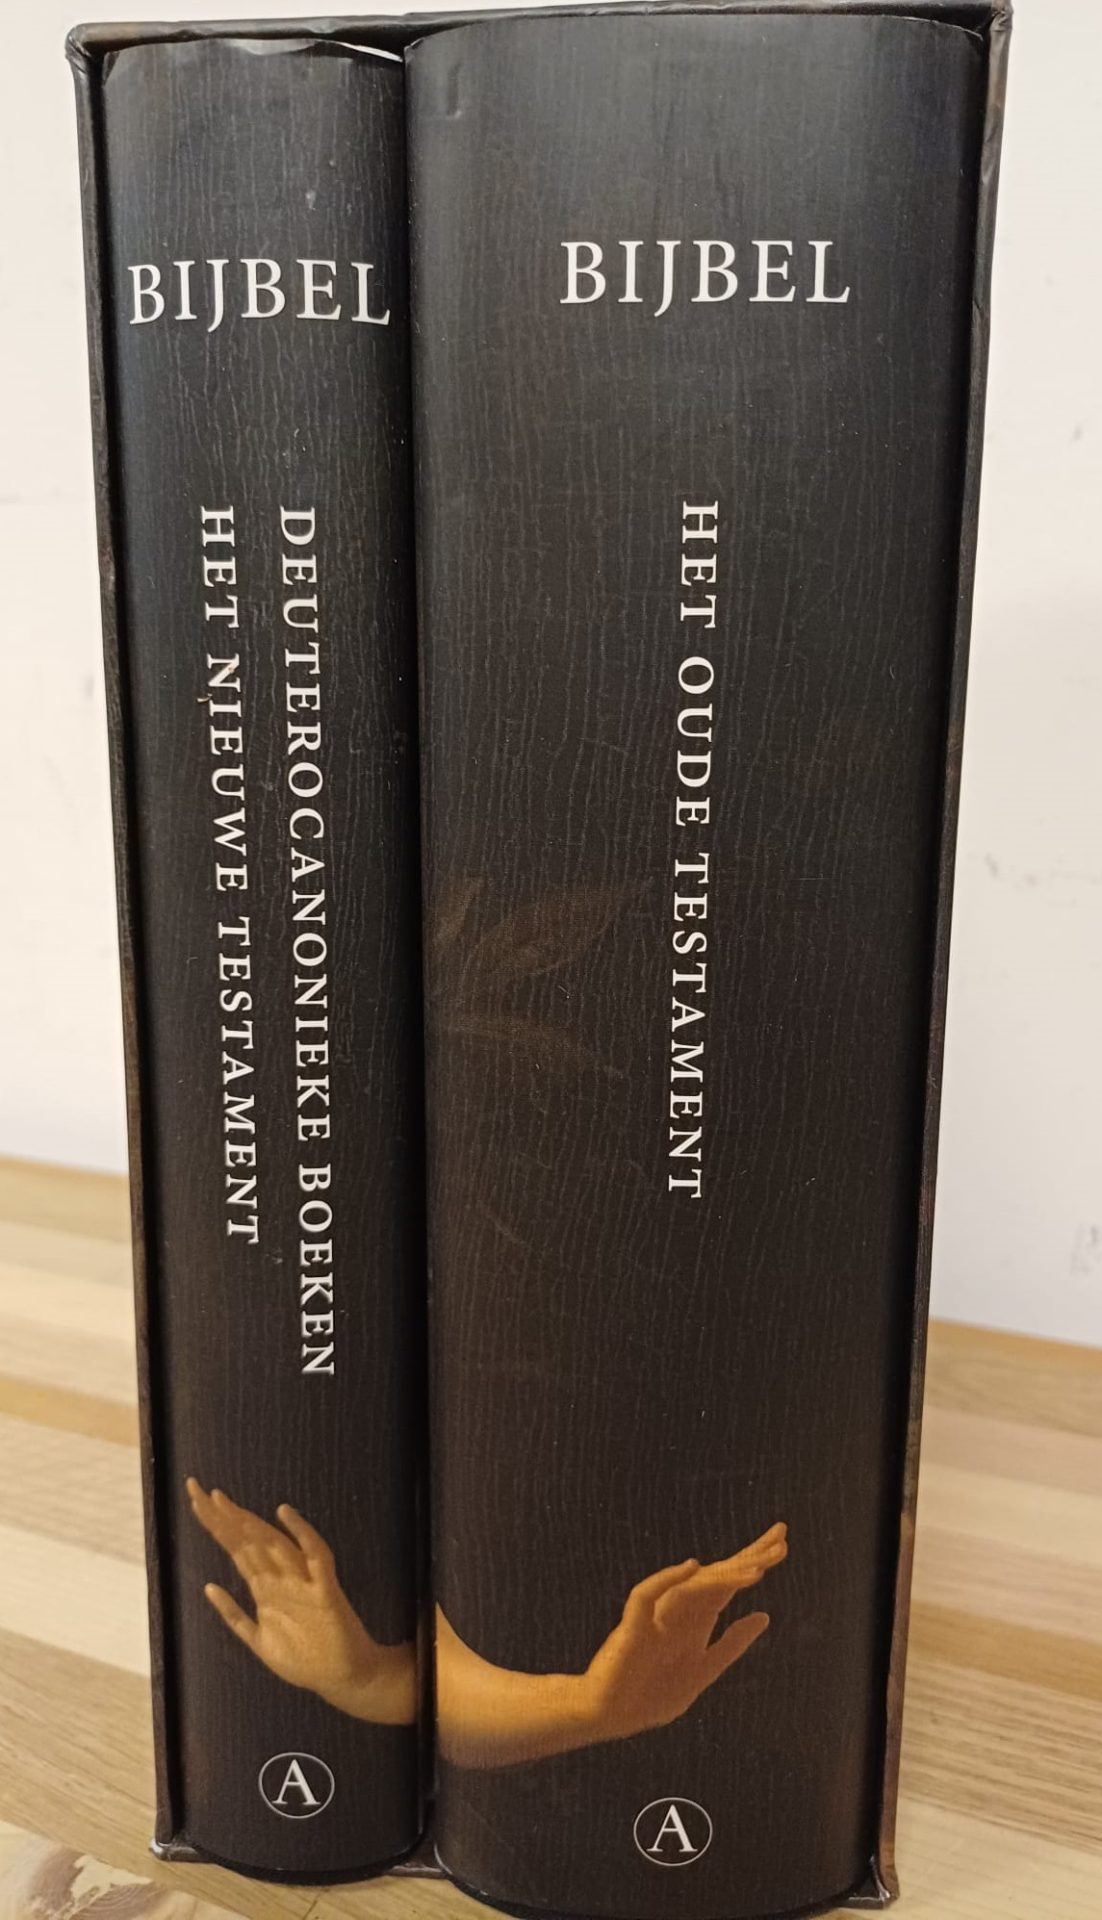 BIJBEL
DEUTEROCANONIEKE BOEKEN
HET NIEUWE TESTAMENT
A
BIJBEL
HET OUDE TESTAMENT
A